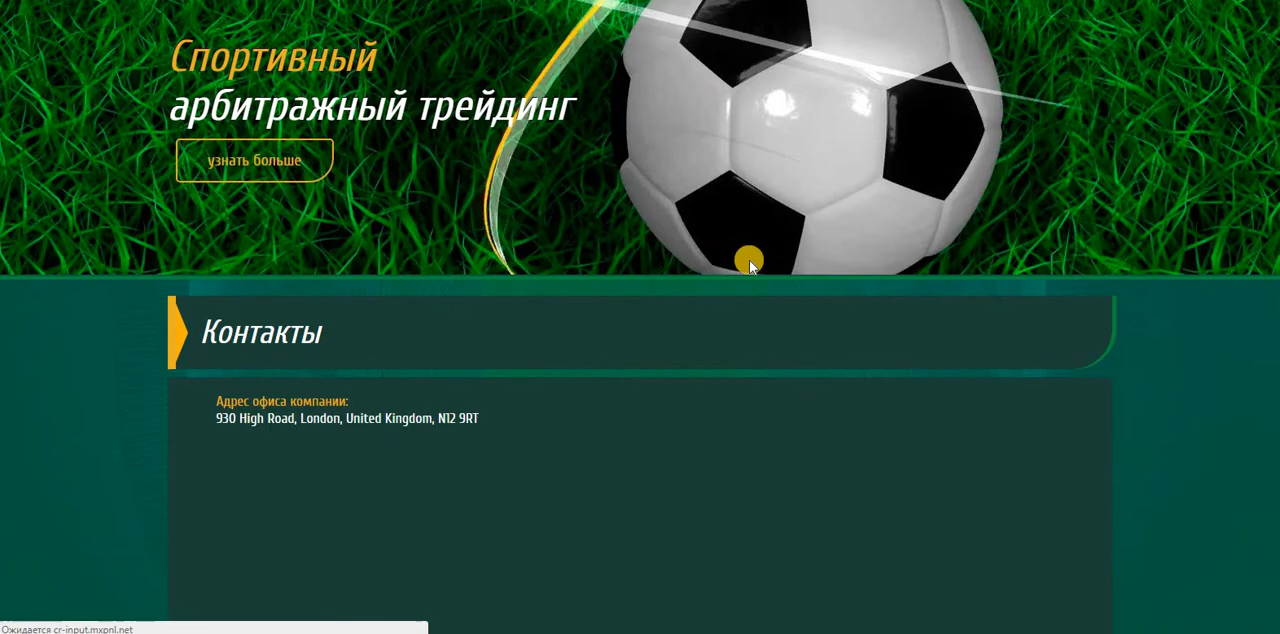 Спортивный
арбитражный трейдинг
узнать больше
Контакты
Адрес офиса компании:
930 High Road, London, United Kingdom, N12 9RT
Ожидается cr-input.mxpnl.net